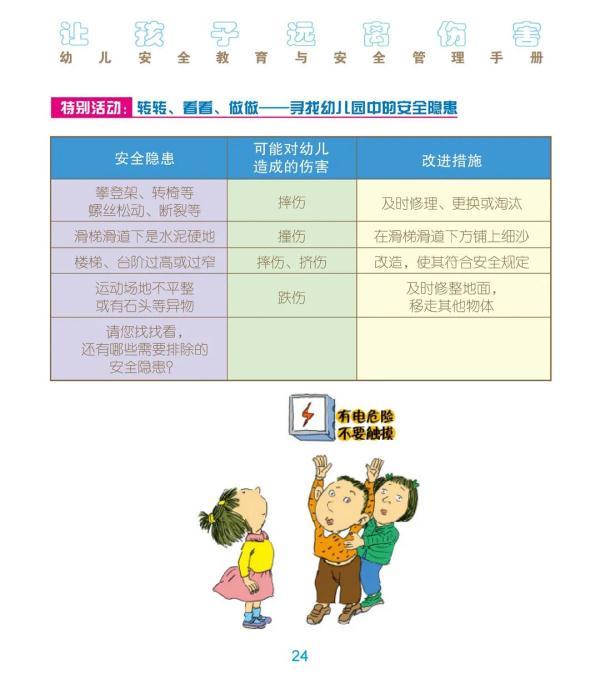 让孩子远离伤害
幼儿安全教育与安全管理手册
特别活动：转转、看看、做做——寻找幼儿园中的安全隐患
安全隐患
可能对幼儿
造成的伤害
改进措施
攀登架、转椅等
螺丝松动、断裂等
摔伤
及时修理、更换或淘汰
滑梯滑道下是水泥硬地
撞伤
在滑梯滑道下方铺上细沙
楼梯、台阶过高或过窄
摔伤、挤伤
改造，使其符合安全规定
运动场地不平整
或有石头等异物
跌伤
及时修整地面，
移走其他物体
请您找找看，
还有哪些需要排除的
安全隐患？
有电危险
不要触摸
24